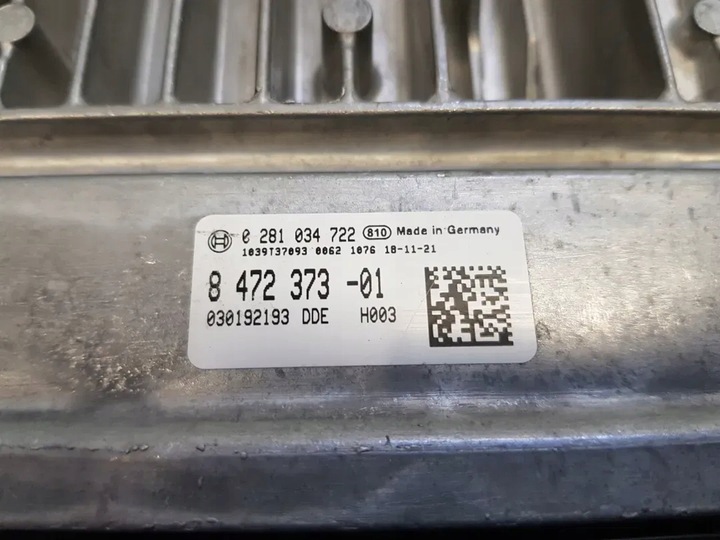 0 281 034 722 810 Made in Germany
1039T37093 0062 1076 18-11-21
8 472 373 -01
030192193 DDE H003